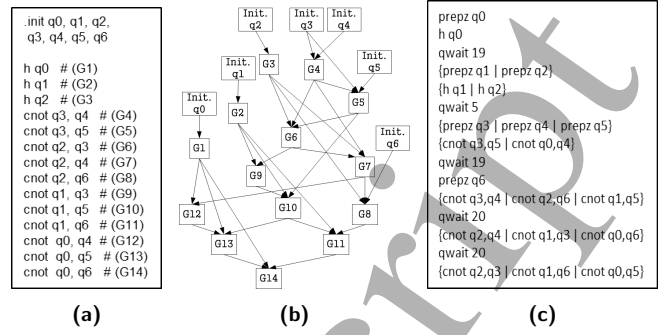 .init q0, q1, q2,
q3, q4, q5, q6
h q0 # (G1)
h q1 # (G2)
h q2 # (G3
cnot q3, q4 # (G4)
cnot q3, q5 # (G5)
cnot q2, q3 # (G6)
cnot q2, q4 # (G7)
cnot q2, q6 # (G8)
cnot q1, q3 # (G9)
cnot q1, q5 # (G10)
cnot q1, q6 # (G11)
cnot q0, q4 # (G12)
cnot q0, q5 # (G13)
cnot q0, q6 # (G14)
(a)
Init.
q2
Init.
q3
Init.
q4
Init.
q1
G3
G4
Init.
q5
Init.
q0
G2
G5
G6
Init.
q6
G1
G9
G7
G12
G10
G8
G13
G11
G14
(b)
prepz q0
h q0
qwait 19
{prepz q1 | prepz q2}
{h q1 | h q2}
qwait 5
{prepz q3 | prepz q4 | prepz q5}
{cnot q3,q5 | cnot q0,q4}
qwait 19
prepz q6
{cnot q3,q4 | cnot q2,q6 | cnot q1,q5}
qwait 20
{cnot q2,q4 | cnot q1,q3 | cnot q0,q6}
qwait 20
{cnot q2,q3 | cnot q1,q6 | cnot q0,q5}
(c)